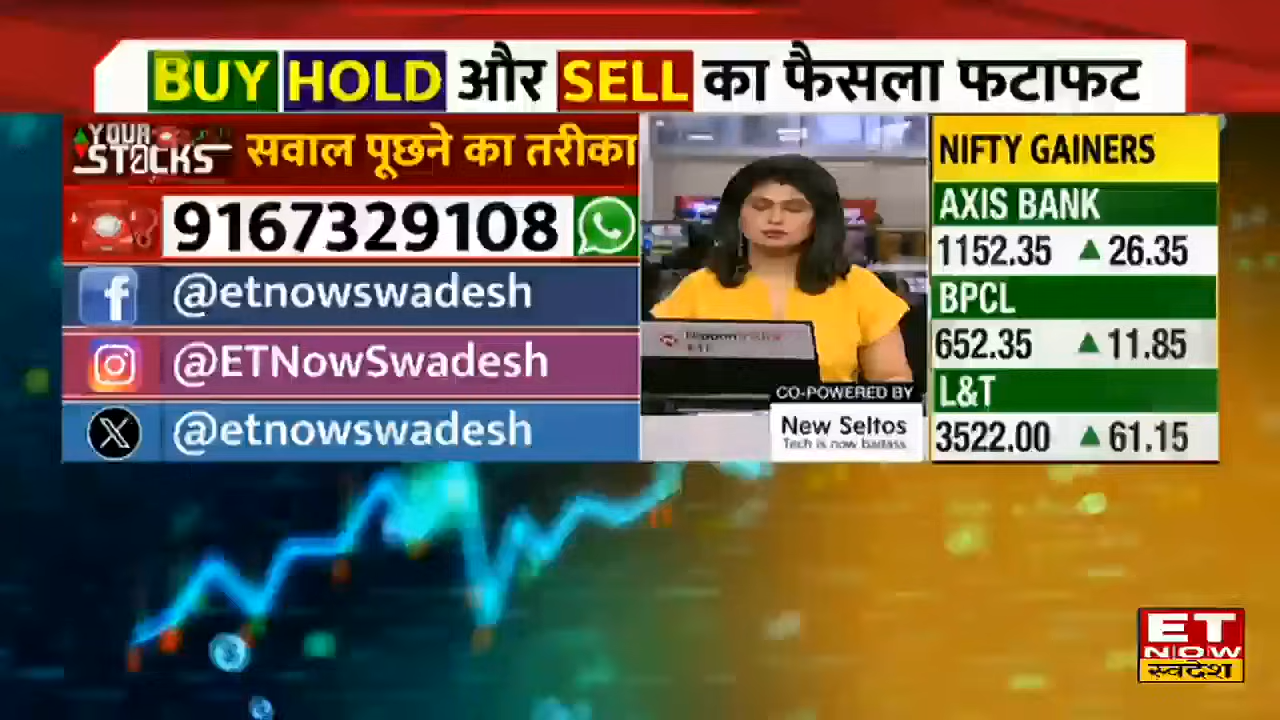 BUY HOLD और SELL का फैसला फटाफट
YOUR
STOCKS
सवाल पूछने का तरीका
9167329108
@etnowswadesh
@ETNowSwadesh
@etnowswadesh
CO-POWERED BY
New Seltos
Tech is now badass
NIFTY GAINERS
AXIS BANK
1152.35 ▲ 26.35
BPCL
652.35 ▲ 11.85
L&T
3522.00 ▲ 61.15
ET
NOW
स्वदेश